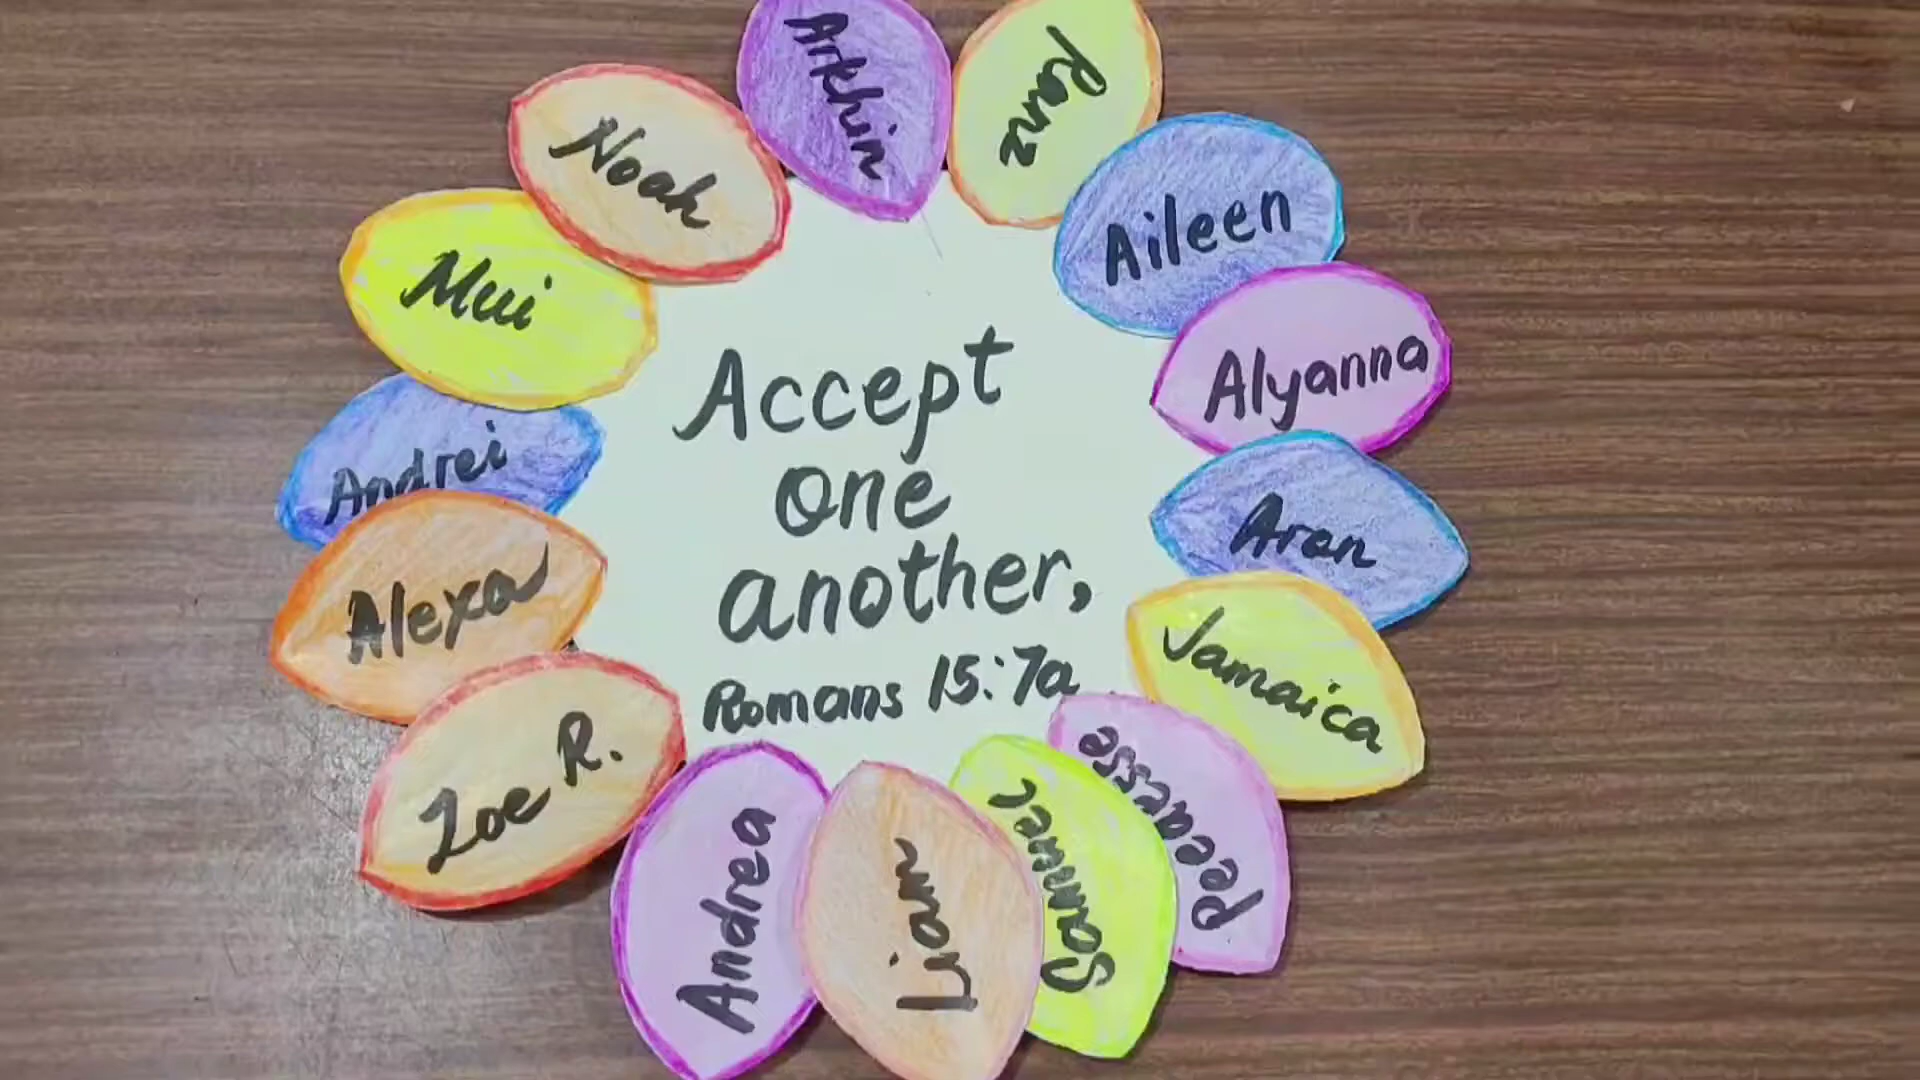 Arkhin
Ranz
Aileen
Alyanna
Aran
Jamaica
Peerasse
Samuel
Liam
Andrea
Zoe R.
Alexa
Andrei
Mui
Noah
Accept
one
another,
Romans 15:7a